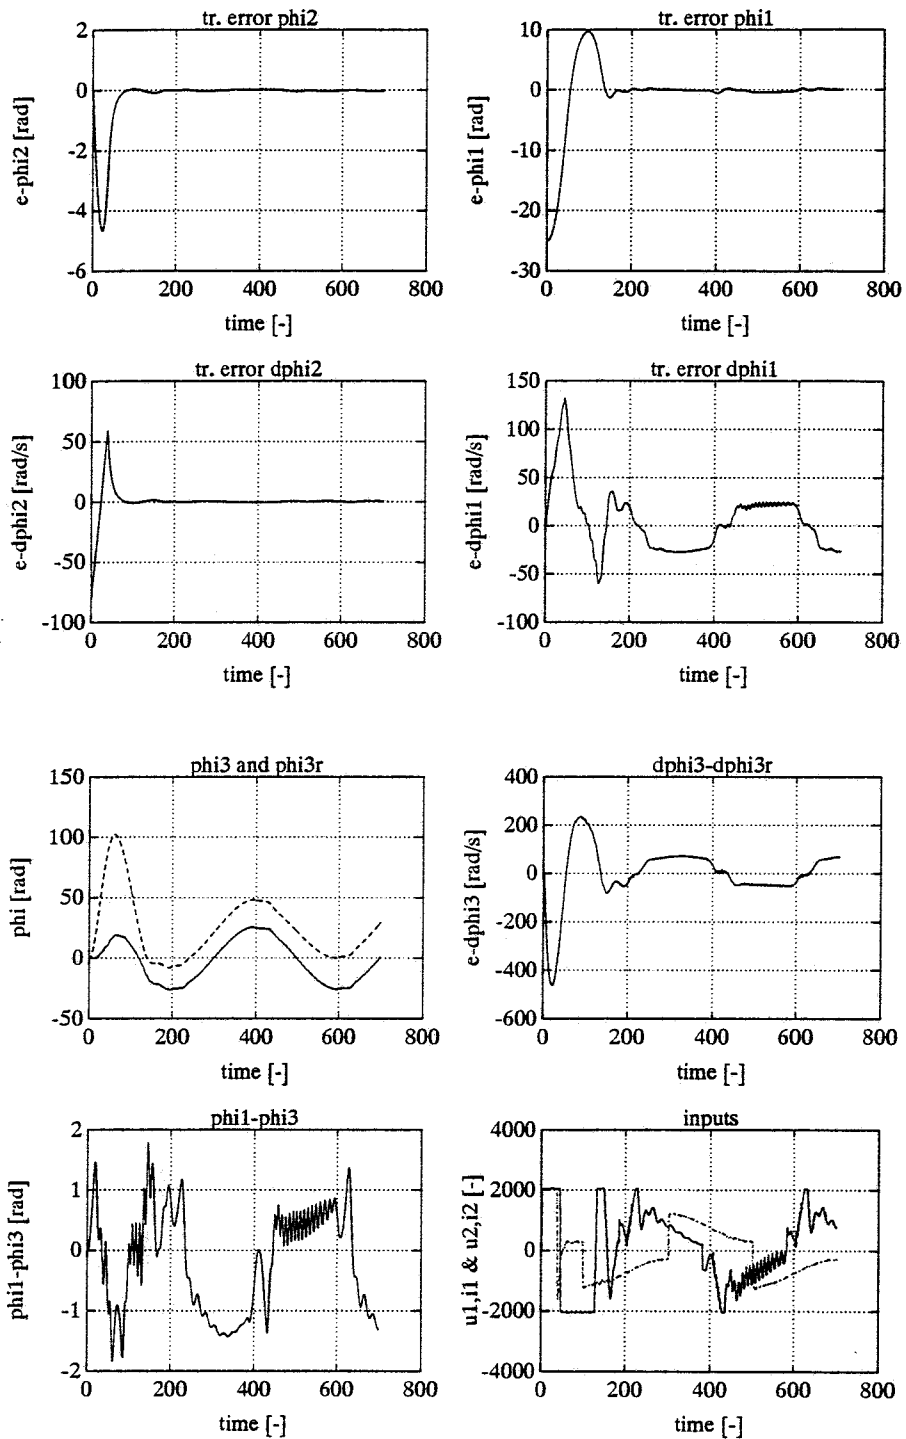 tr. error phi2
2
0
-2
-4
-6
e-phi2 [rad]
0 200 400 600 800
time [-]
tr. error phi1
10
0
-10
-20
-30
e-phi1 [rad]
0 200 400 600 800
time [-]
tr. error dphi2
100
50
0
-50
-100
e-dphi2 [rad/s]
0 200 400 600 800
time [-]
tr. error dphi1
150
100
50
0
-50
-100
e-dphi1 [rad/s]
0 200 400 600 800
time [-]
phi3 and phi3r
150
100
50
0
-50
phi [rad]
0 200 400 600 800
time [-]
dphi3-dphi3r
400
200
0
-200
-400
-600
e-dphi3 [rad/s]
0 200 400 600 800
time [-]
phi1-phi3
2
1
0
-1
-2
phi1-phi3 [rad]
0 200 400 600 800
time [-]
inputs
4000
2000
0
-2000
-4000
u1,i1 & u2,i2 [-]
0 200 400 600 800
time [-]